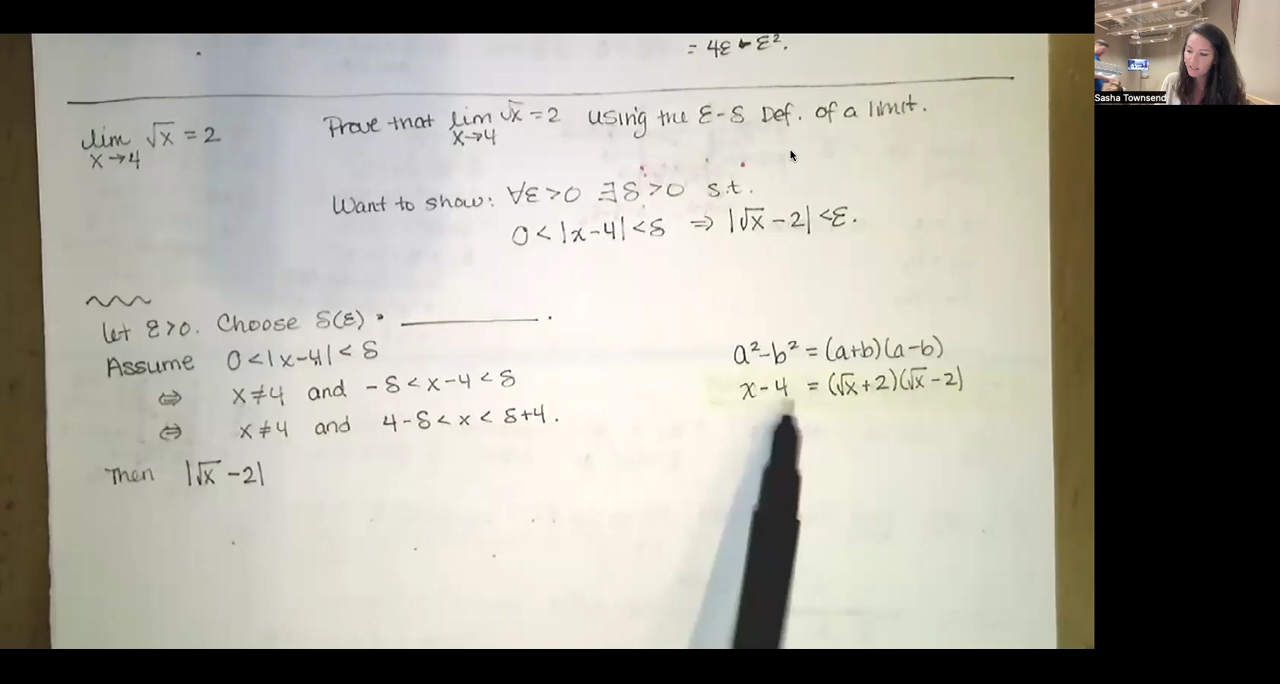 = 4ε - ε².
lim √x = 2
x→4
Prove that lim √x = 2 using the ε-δ Def. of a limit.
x→4
Want to show: ∀ε>0 ∃δ>0 s.t.
0<|x-4|<δ ⇒ |√x-2|<ε.
Let ε>0. Choose δ(ε) = ________.
Assume 0<|x-4|<δ
⇔ x≠4 and -δ<x-4<δ
⇔ x≠4 and 4-δ<x<δ+4.
Then |√x-2|
a²-b² = (a+b)(a-b)
x-4 = (√x+2)(√x-2)
Sasha Townsend